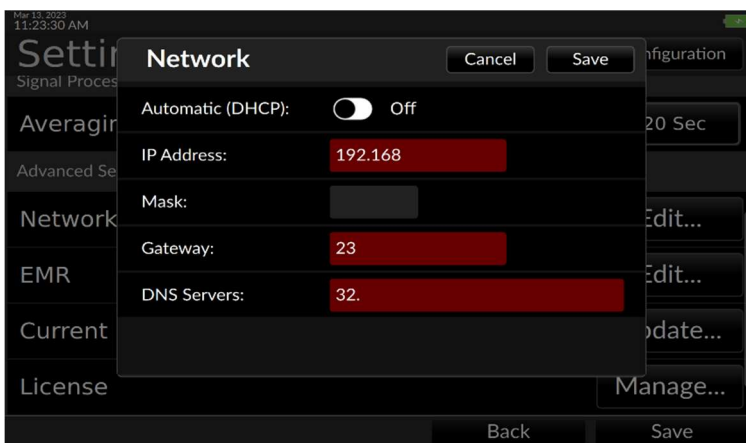 Mar 13, 2023
11:23:30 AM
Settin
nfiguration
Signal Proces
Network
Cancel
Save
Automatic (DHCP):
Off
Averagin
20 Sec
IP Address:
192.168
Advanced Se
Mask:
Network
Edit...
Gateway:
23
EMR
Edit...
DNS Servers:
32.
Current
pdate...
License
Manage...
Back
Save